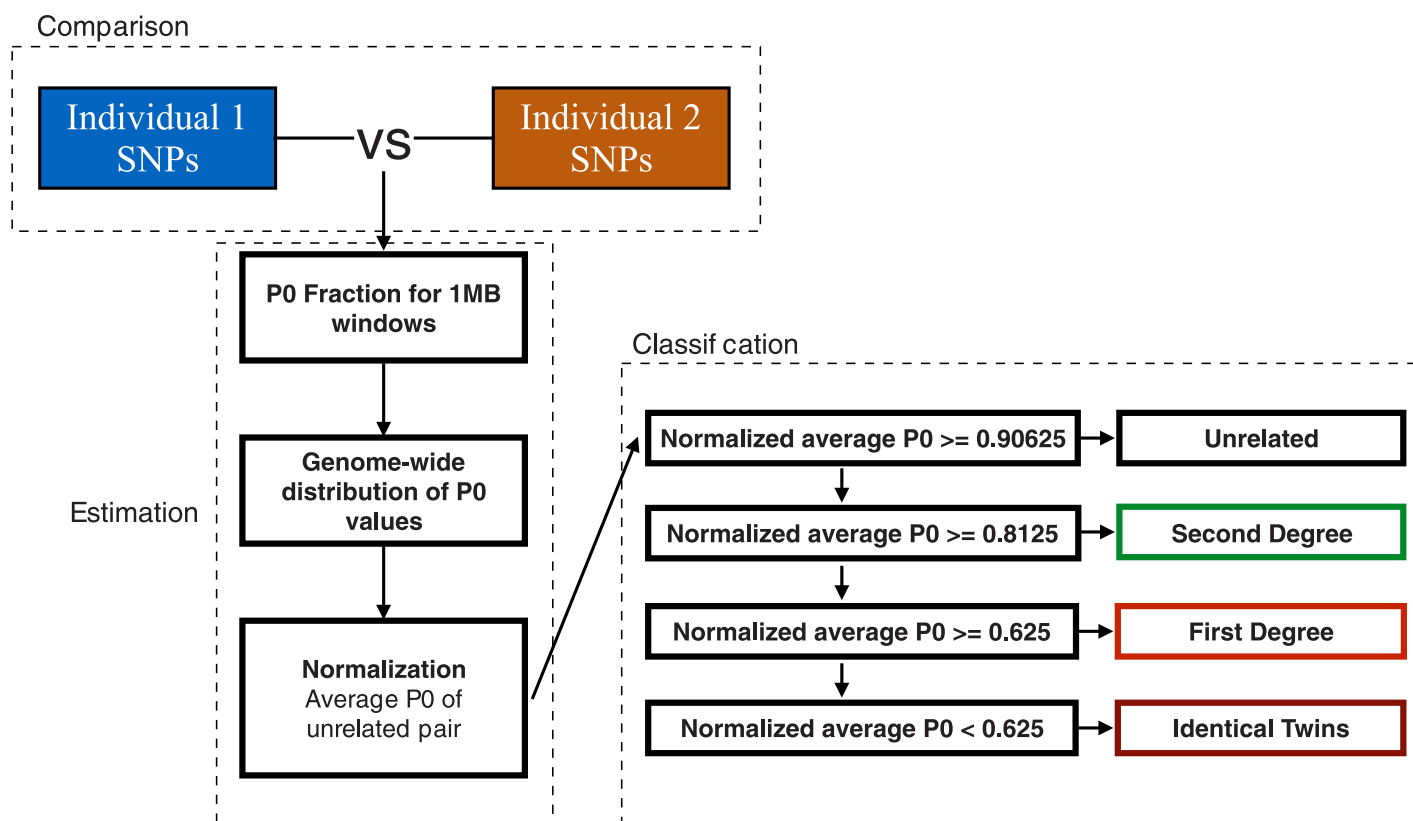 Comparison
Individual 1
SNPs
VS
Individual 2
SNPs
P0 Fraction for 1MB
windows
Genome-wide
distribution of P0
values
Estimation
Normalization
Average P0 of
unrelated pair
Classif cation
Normalized average P0 >= 0.90625
Unrelated
Normalized average P0 >= 0.8125
Second Degree
Normalized average P0 >= 0.625
First Degree
Normalized average P0 < 0.625
Identical Twins